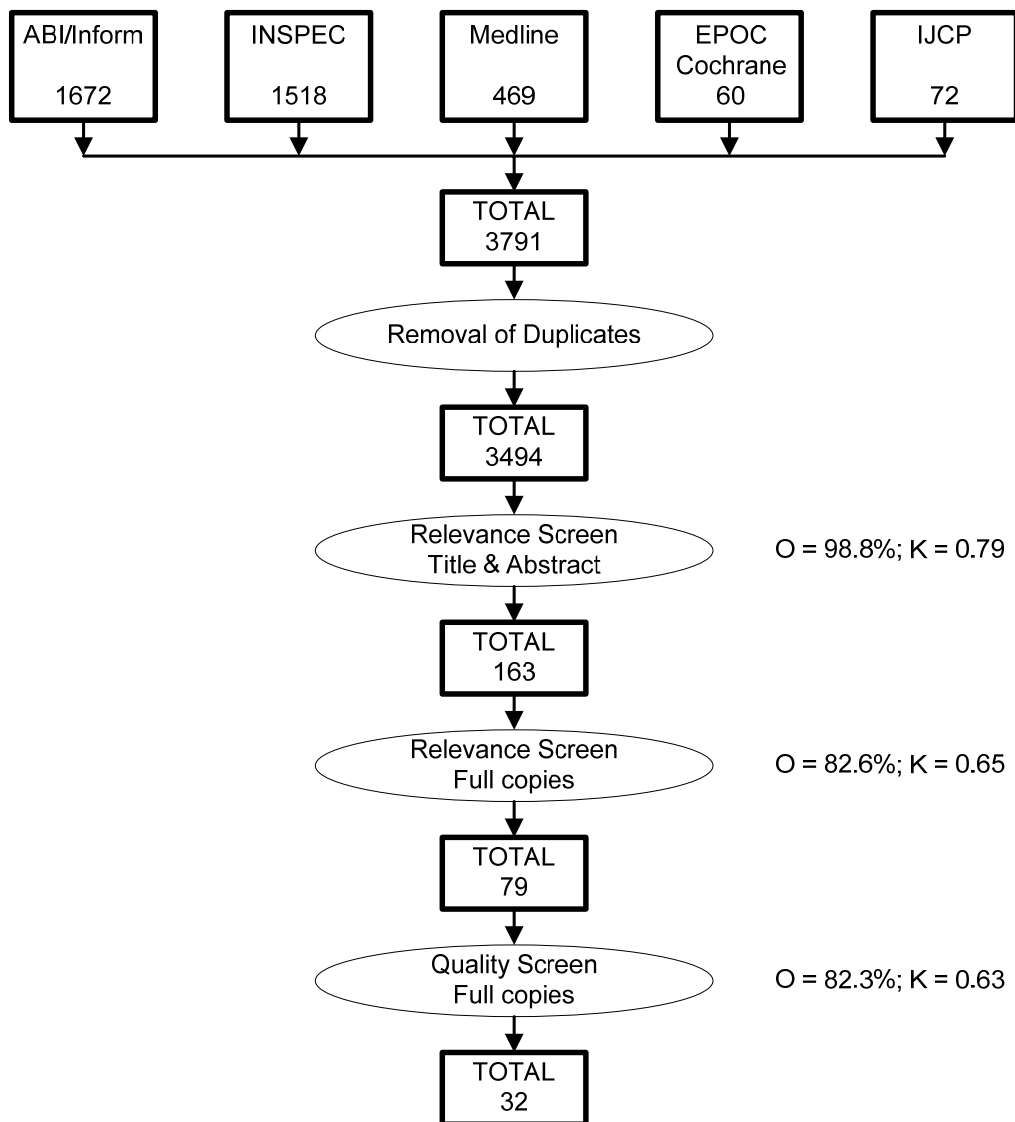 ABI/Inform
1672
INSPEC
1518
Medline
469
EPOC
Cochrane
60
IJCP
72
TOTAL
3791
Removal of Duplicates
TOTAL
3494
Relevance Screen
Title & Abstract
O = 98.8%; K = 0.79
TOTAL
163
Relevance Screen
Full copies
O = 82.6%; K = 0.65
TOTAL
79
Quality Screen
Full copies
O = 82.3%; K = 0.63
TOTAL
32